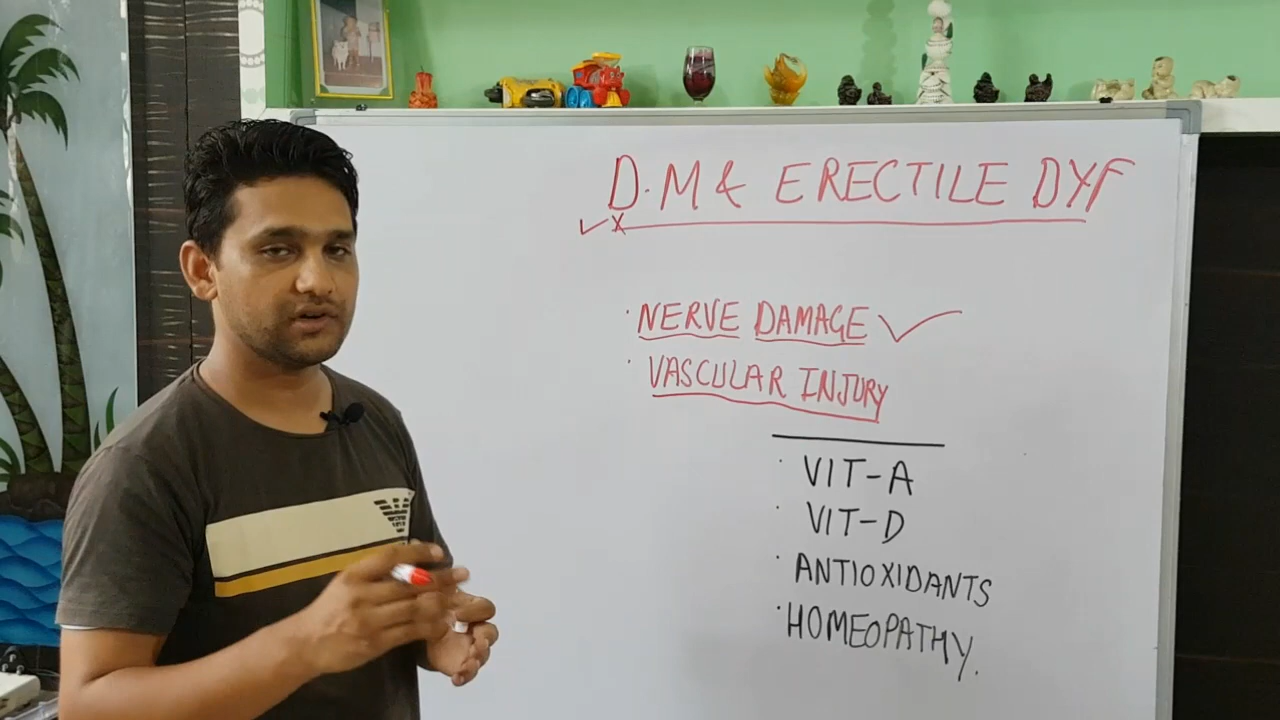 D.M & ERECTILE DYF
· NERVE DAMAGE
· VASCULAR INJURY
· VIT-A
· VIT-D
· ANTIOXIDANTS
· HOMEOPATHY.